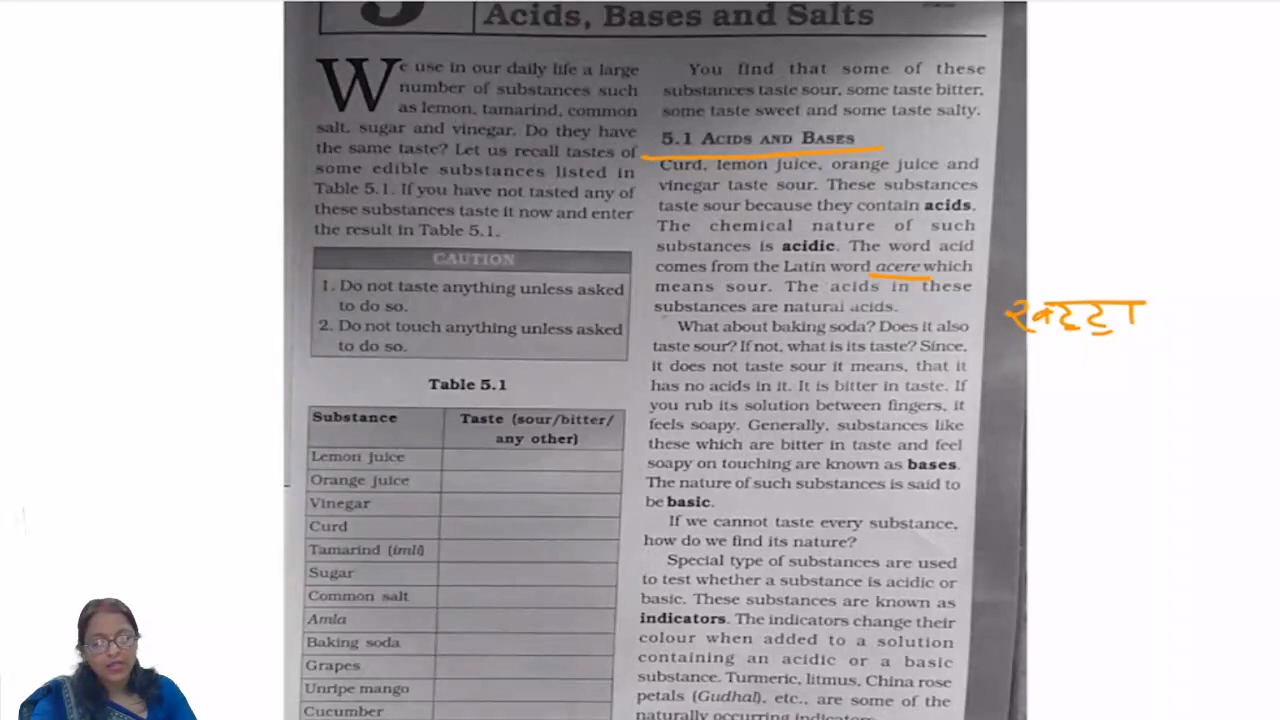 5 Acids, Bases and Salts
We use in our daily life a large
number of substances such
as lemon, tamarind, common
salt, sugar and vinegar. Do they have
the same taste? Let us recall tastes of
some edible substances listed in
Table 5.1. If you have not tasted any of
these substances taste it now and enter
the result in Table 5.1.
CAUTION
1. Do not taste anything unless asked
to do so.
2. Do not touch anything unless asked
to do so.
Table 5.1
Substance Taste (sour/bitter/
any other)
Lemon juice
Orange juice
Vinegar
Curd
Tamarind (imli)
Sugar
Common salt
Amla
Baking soda
Grapes
Unripe mango
Cucumber
You find that some of these
substances taste sour, some taste bitter,
some taste sweet and some taste salty.
5.1 ACIDS AND BASES
Curd, lemon juice, orange juice and
vinegar taste sour. These substances
taste sour because they contain acids.
The chemical nature of such
substances is acidic. The word acid
comes from the Latin word acere which
means sour. The acids in these
substances are natural acids.
What about baking soda? Does it also
taste sour? If not, what is its taste? Since,
it does not taste sour it means, that it
has no acids in it. It is bitter in taste. If
you rub its solution between fingers, it
feels soapy. Generally, substances like
these which are bitter in taste and feel
soapy on touching are known as bases.
The nature of such substances is said to
be basic.
If we cannot taste every substance,
how do we find its nature?
Special type of substances are used
to test whether a substance is acidic or
basic. These substances are known as
indicators. The indicators change their
colour when added to a solution
containing an acidic or a basic
substance. Turmeric, litmus, China rose
petals (Gudhal), etc., are some of the
naturally occurring indicators.
खट्टा